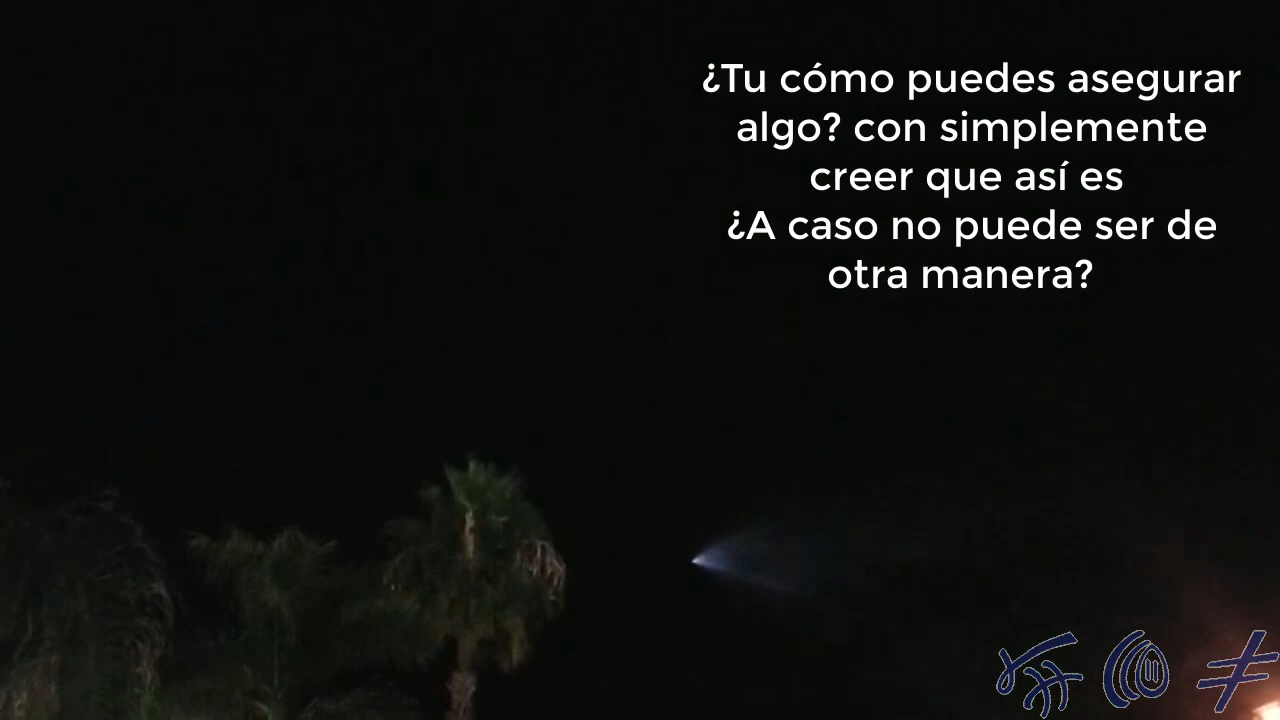 ¿Tu cómo puedes asegurar
algo? con simplemente
creer que así es
¿A caso no puede ser de
otra manera?